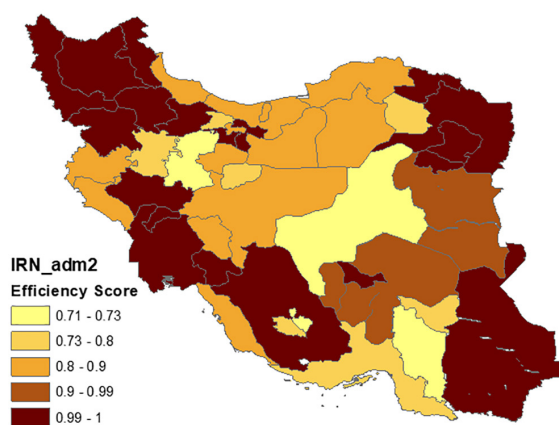 IRN_adm2
Efficiency Score
0.71 - 0.73
0.73 - 0.8
0.8 - 0.9
0.9 - 0.99
0.99 - 1